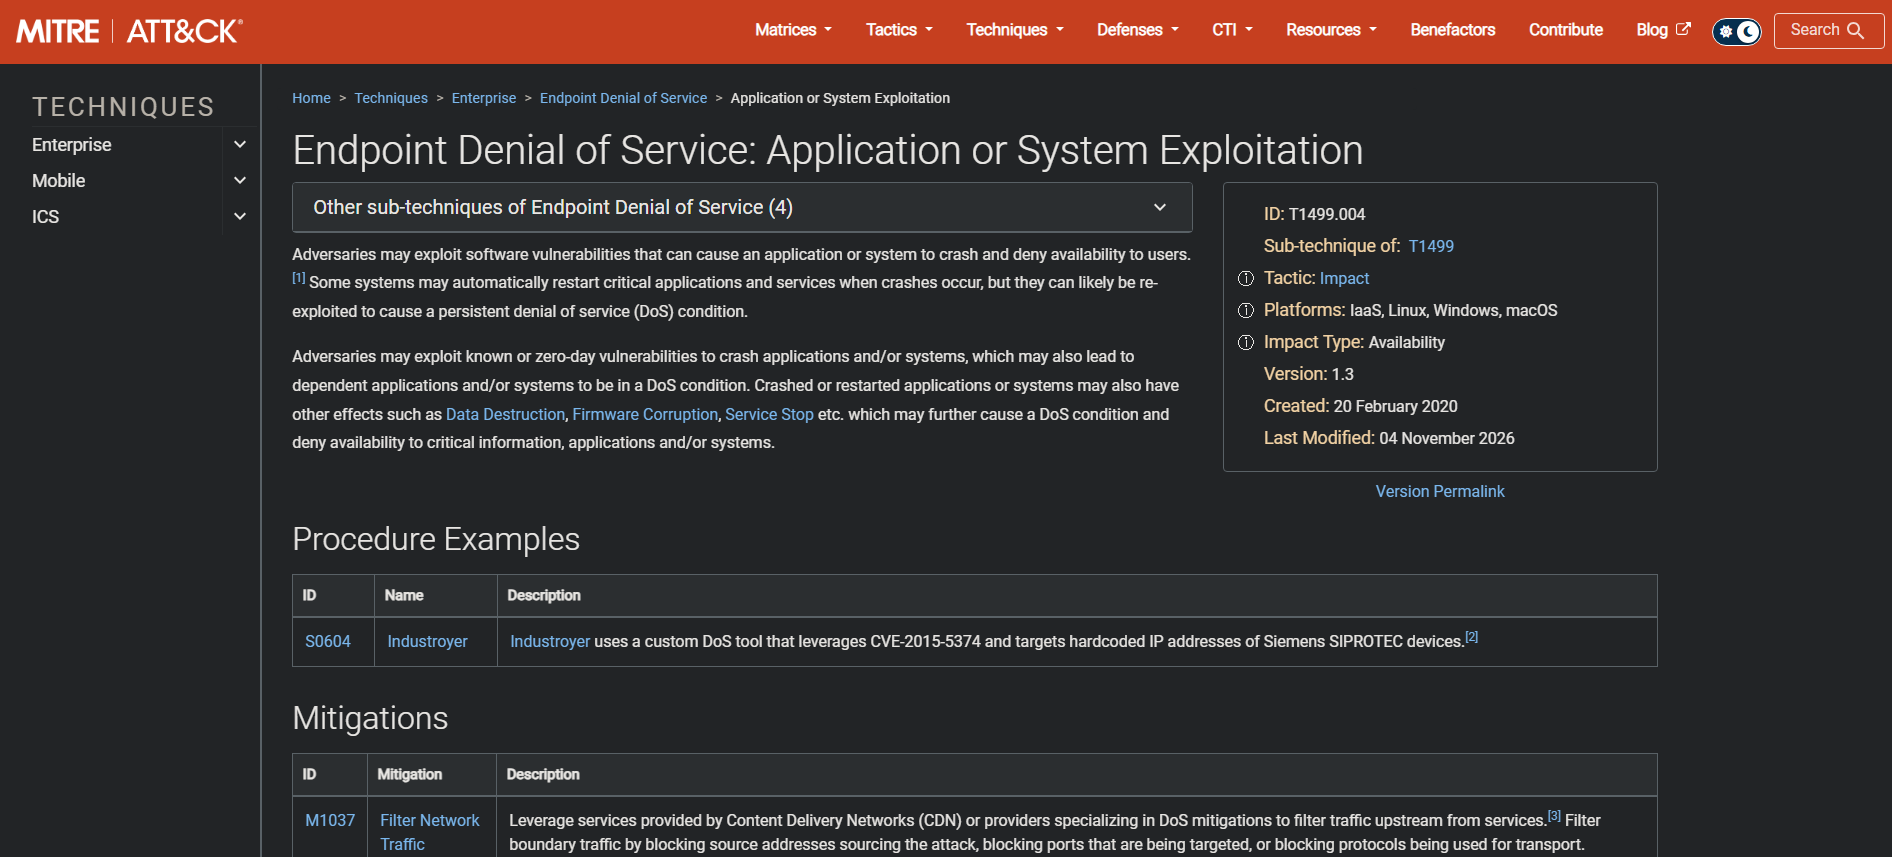 MITRE | ATT&CK®
Matrices
Tactics
Techniques
Defenses
CTI
Resources
Benefactors
Contribute
Blog
Search
TECHNIQUES
Enterprise
Mobile
ICS
Home > Techniques > Enterprise > Endpoint Denial of Service > Application or System Exploitation
Endpoint Denial of Service: Application or System Exploitation
Other sub-techniques of Endpoint Denial of Service (4)
Adversaries may exploit software vulnerabilities that can cause an application or system to crash and deny availability to users.
[1] Some systems may automatically restart critical applications and services when crashes occur, but they can likely be re-
exploited to cause a persistent denial of service (DoS) condition.
Adversaries may exploit known or zero-day vulnerabilities to crash applications and/or systems, which may also lead to
dependent applications and/or systems to be in a DoS condition. Crashed or restarted applications or systems may also have
other effects such as Data Destruction, Firmware Corruption, Service Stop etc. which may further cause a DoS condition and
deny availability to critical information, applications and/or systems.
ID: T1499.004
Sub-technique of: T1499
Tactic: Impact
Platforms: IaaS, Linux, Windows, macOS
Impact Type: Availability
Version: 1.3
Created: 20 February 2020
Last Modified: 04 November 2026
Version Permalink
Procedure Examples
ID Name Description
S0604 Industroyer Industroyer uses a custom DoS tool that leverages CVE-2015-5374 and targets hardcoded IP addresses of Siemens SIPROTEC devices.[2]
Mitigations
ID Mitigation Description
M1037 Filter Network Leverage services provided by Content Delivery Networks (CDN) or providers specializing in DoS mitigations to filter traffic upstream from services.[3] Filter
Traffic boundary traffic by blocking source addresses sourcing the attack, blocking ports that are being targeted, or blocking protocols being used for transport.